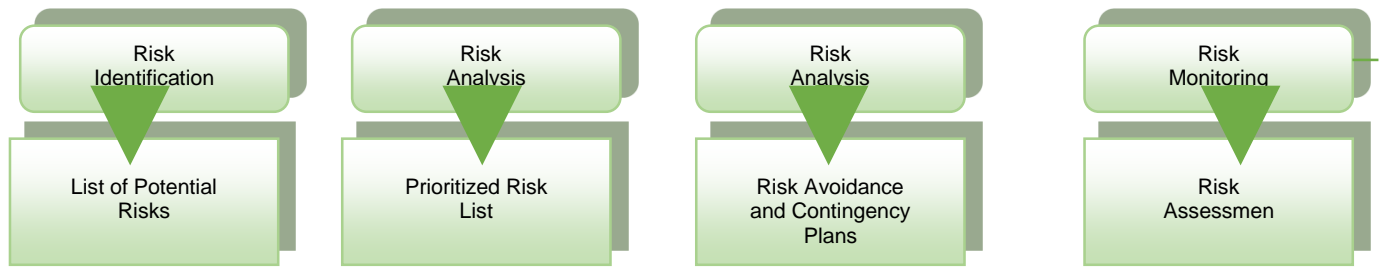 Risk
Identification
List of Potential
Risks
Risk
Analysis
Prioritized Risk
List
Risk
Analysis
Risk Avoidance
and Contingency
Plans
Risk
Monitoring
Risk
Assessmen